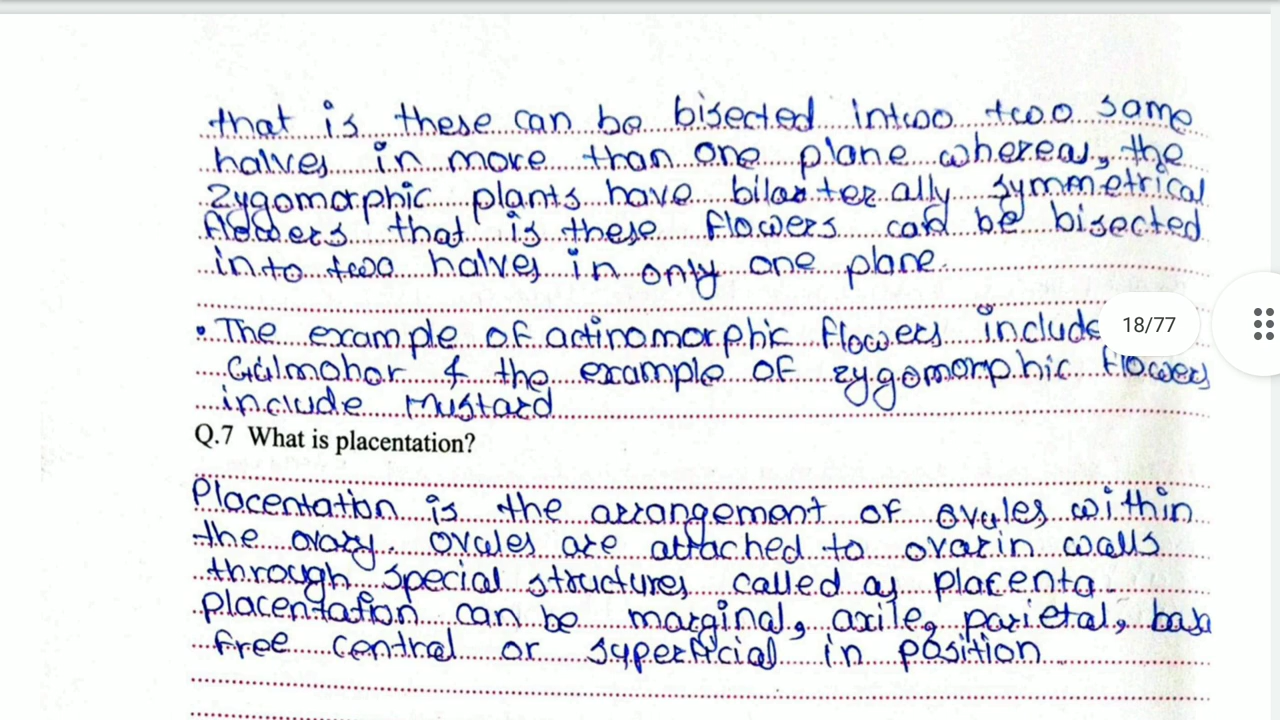 that is these can be bisected intwo two same
halves in more than one plane whereas, the
Zygomorphic plants have bilaterally symmetrical
flowers that is these flowers can be bisected
into two halves in only one plane.
• The example of actinomorphic flowers include
18/77
Gulmohor & the example of zygomorphic flowers
include Mustard
Q.7 What is placentation?
Placentation is the arrangement of ovules within
the ovary. ovules are attached to ovarin walls
through special structures called as placenta.
placentation can be marginal, axile, parietal, basa
free central or superficial in position